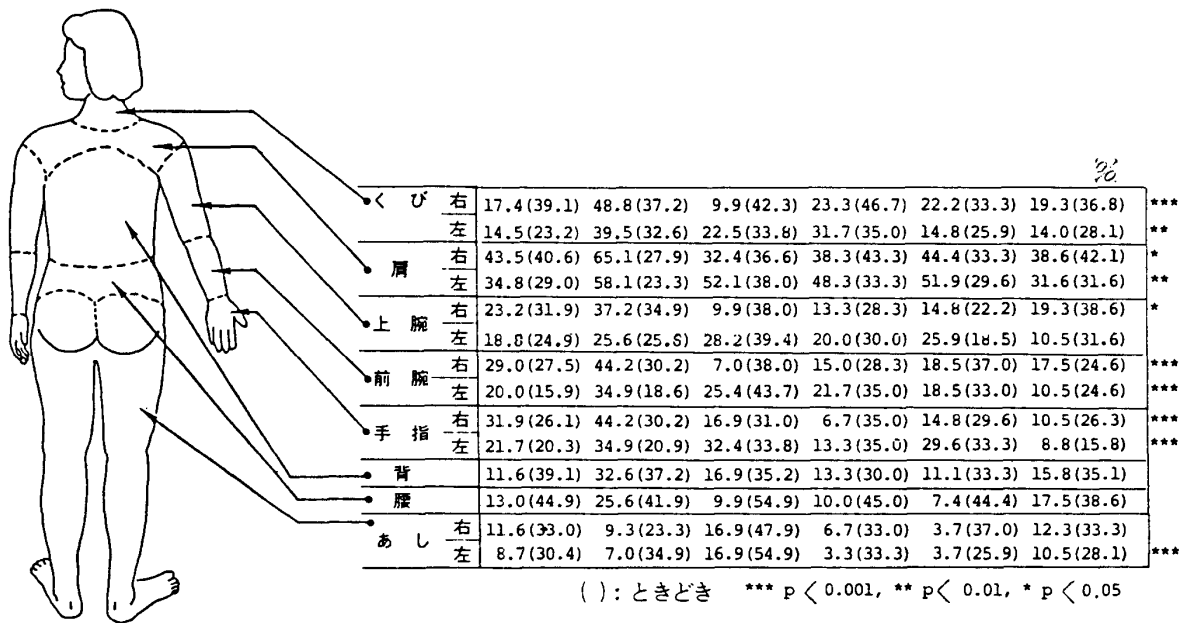 %
くび 右 17.4(39.1) 48.8(37.2) 9.9(42.3) 23.3(46.7) 22.2(33.3) 19.3(36.8) ***
左 14.5(23.2) 39.5(32.6) 22.5(33.8) 31.7(35.0) 14.8(25.9) 14.0(28.1) **
肩 右 43.5(40.6) 65.1(27.9) 32.4(36.6) 38.3(43.3) 44.4(33.3) 38.6(42.1) *
左 34.8(29.0) 58.1(23.3) 52.1(38.0) 48.3(33.3) 51.9(29.6) 31.6(31.6) **
上腕 右 23.2(31.9) 37.2(34.9) 9.9(38.0) 13.3(28.3) 14.8(22.2) 19.3(38.6) *
左 18.8(24.9) 25.6(25.6) 28.2(39.4) 20.0(30.0) 25.9(18.5) 10.5(31.6)
前腕 右 29.0(27.5) 44.2(30.2) 7.0(38.0) 15.0(28.3) 18.5(37.0) 17.5(24.6) ***
左 20.0(15.9) 34.9(18.6) 25.4(43.7) 21.7(35.0) 18.5(33.0) 10.5(24.6) ***
手指 右 31.9(26.1) 44.2(30.2) 16.9(31.0) 6.7(33.0) 14.8(29.6) 10.5(26.3) ***
左 21.7(20.3) 34.9(20.9) 32.4(33.8) 13.3(35.0) 29.6(33.3) 8.8(15.8) ***
背 11.6(39.1) 32.6(37.2) 16.9(35.2) 13.3(30.0) 11.1(33.3) 15.8(35.1)
腰 13.0(44.9) 25.6(41.9) 9.9(54.9) 10.0(45.0) 7.4(44.4) 17.5(38.6)
あし 右 11.6(33.0) 9.3(23.3) 16.9(47.9) 6.7(33.0) 3.7(37.0) 12.3(33.3)
左 8.7(30.4) 7.0(34.9) 16.9(54.9) 3.3(33.3) 3.7(25.9) 10.5(28.1) ***
( ): ときどき *** p < 0.001, ** p < 0.01, * p < 0.05